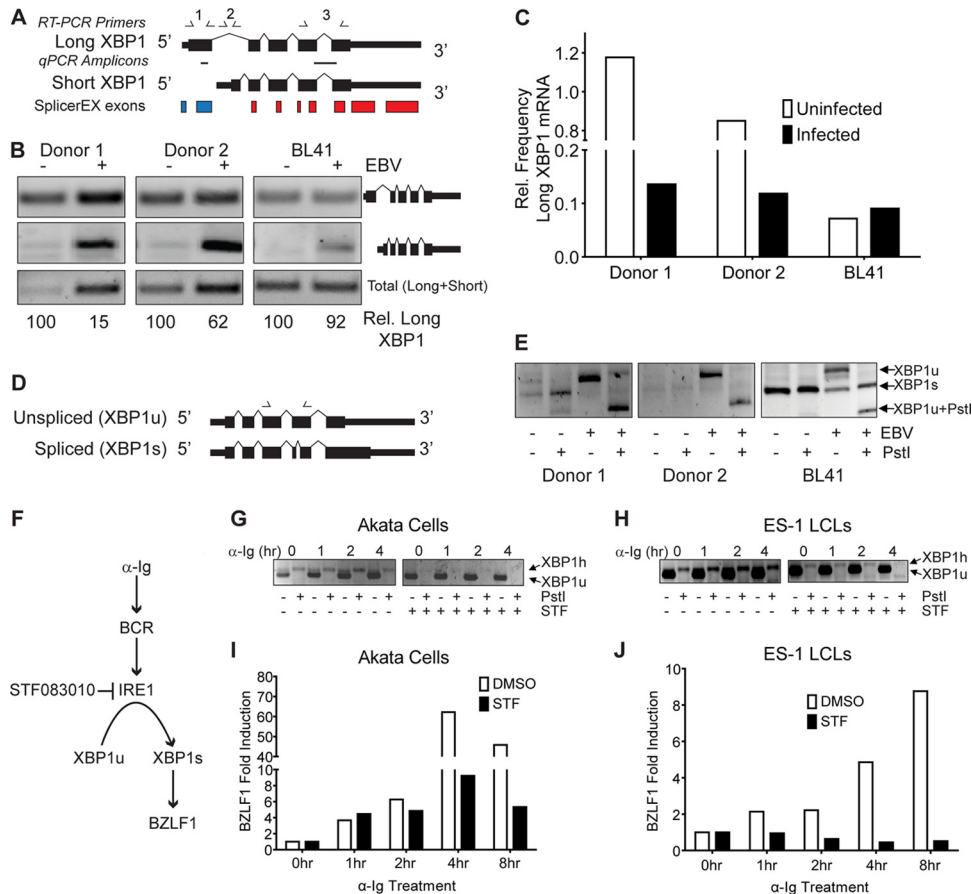 A
RT-PCR Primers
1
2
3
Long XBP1 5' 3'
qPCR Amplicons
Short XBP1 5' 3'
SplicerEX exons
B
Donor 1 Donor 2 BL41
- + - + - + EBV
Total (Long+Short)
100 15 100 62 100 92 Rel. Long
XBP1
C
Rel. Frequency
Long XBP1 mRNA
1.2
0.8
0.2
0.1
0.0
Uninfected
Infected
Donor 1 Donor 2 BL41
D
Unspliced (XBP1u) 5' 3'
Spliced (XBP1s) 5' 3'
E
XBP1u
XBP1s
XBP1u+PstI
- - + + - - + + - - + + EBV
- + - + - + - + - + - + PstI
Donor 1 Donor 2 BL41
F
α-Ig
BCR
STF083010 IRE1
XBP1u XBP1s
BZLF1
G
Akata Cells
α-Ig (hr) 0 1 2 4 0 1 2 4
XBP1h
XBP1u
- + - + - + - + - + - + - + - + PstI
- - - - - - - - + + + + + + + + STF
H
ES-1 LCLs
α-Ig (hr) 0 1 2 4 0 1 2 4
XBP1h
XBP1u
- + - + - + - + - + - + - + - + PstI
- - - - - - - - + + + + + + + + STF
I
Akata Cells
BZLF1 Fold Induction
80
70
60
50
40
10
8
6
4
2
0
DMSO
STF
0hr 1hr 2hr 4hr 8hr
α-Ig Treatment
J
ES-1 LCLs
BZLF1 Fold Induction
10
8
6
4
2
0
DMSO
STF
0hr 1hr 2hr 4hr 8hr
α-Ig Treatment